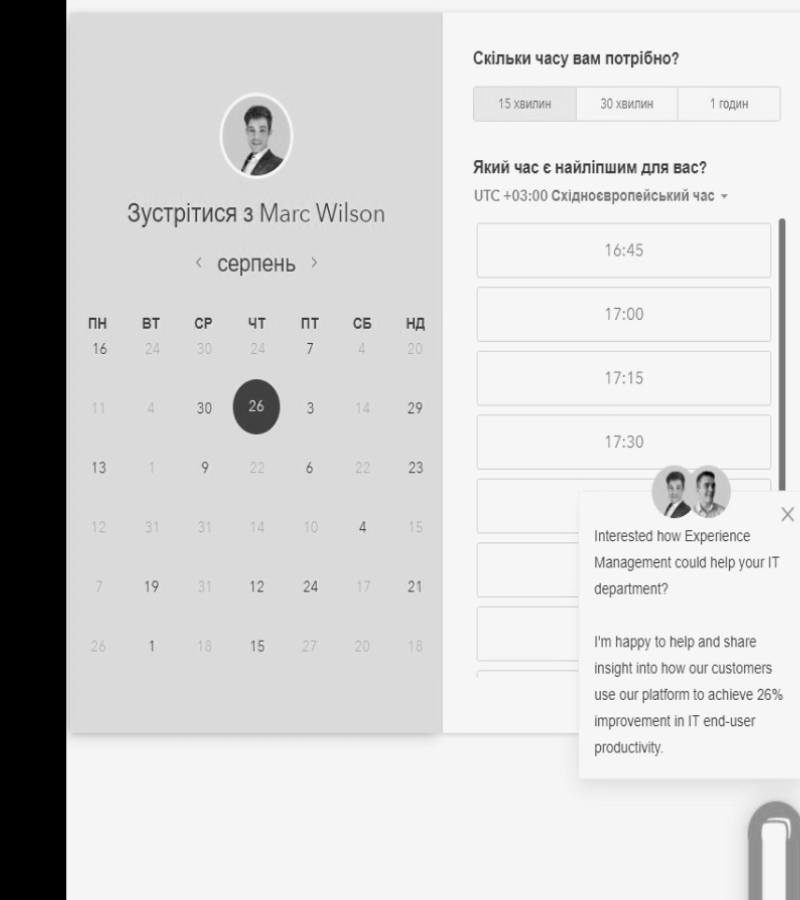 Зустрітися з Marc Wilson
серпень
ПН ВТ СР ЧТ ПТ СБ НД
16 24 30 24 7 4 20
11 4 30 26 3 14 29
13 1 9 22 6 22 23
12 31 31 14 10 4 15
7 19 31 12 24 17 21
26 1 18 15 27 20 18
Скільки часу вам потрібно?
15 хвилин 30 хвилин 1 годин
Який час є найліпшим для вас?
UTC +03:00 Східноєвропейський час
16:45
17:00
17:15
17:30
Interested how Experience
Management could help your IT
department?
I'm happy to help and share
insight into how our customers
use our platform to achieve 26%
improvement in IT end-user
productivity.